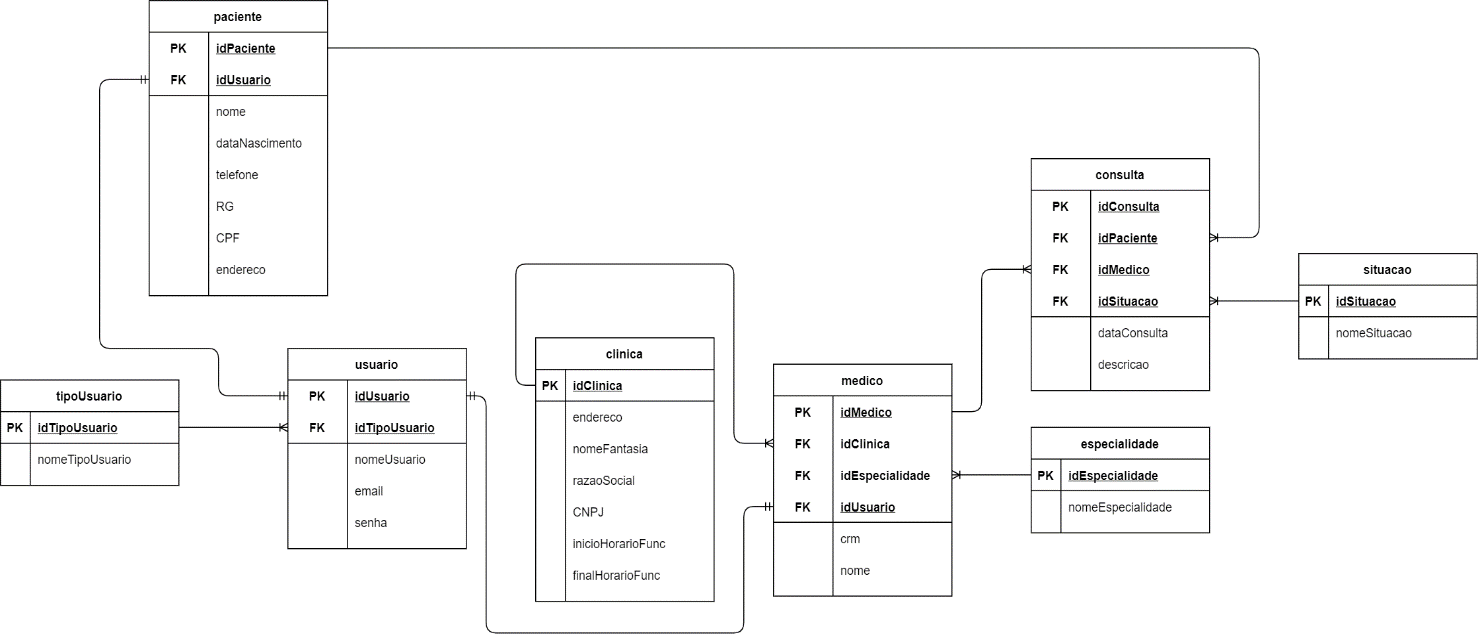 paciente
PK idPaciente
FK idUsuario
nome
dataNascimento
telefone
RG
CPF
endereco
tipoUsuario
PK idTipoUsuario
nomeTipoUsuario
usuario
PK idUsuario
FK idTipoUsuario
nomeUsuario
email
senha
clinica
PK idClinica
endereco
nomeFantasia
razaoSocial
CNPJ
inicioHorarioFunc
finalHorarioFunc
medico
PK idMedico
FK idClinica
FK idEspecialidade
FK idUsuario
crm
nome
consulta
PK idConsulta
FK idPaciente
FK idMedico
FK idSituacao
dataConsulta
descricao
especialidade
PK idEspecialidade
nomeEspecialidade
situacao
PK idSituacao
nomeSituacao